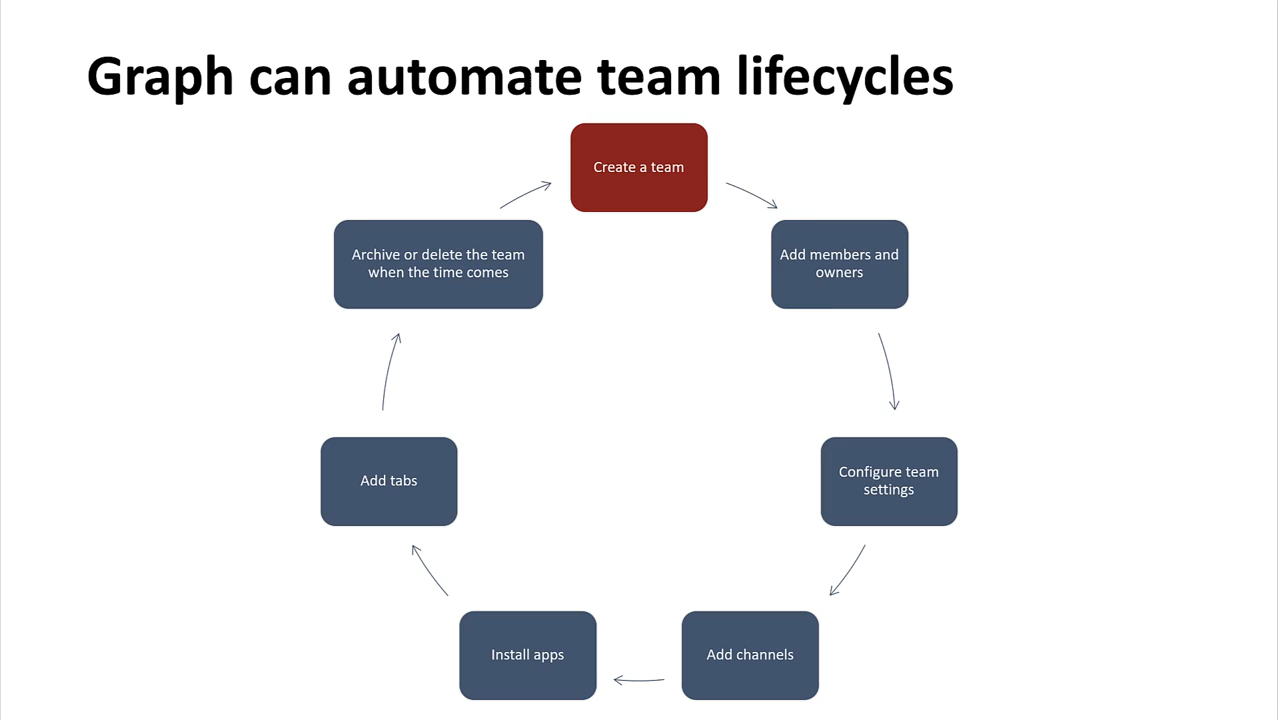 Graph can automate team lifecycles
Create a team
Add members and
owners
Configure team
settings
Add channels
Install apps
Add tabs
Archive or delete the team
when the time comes